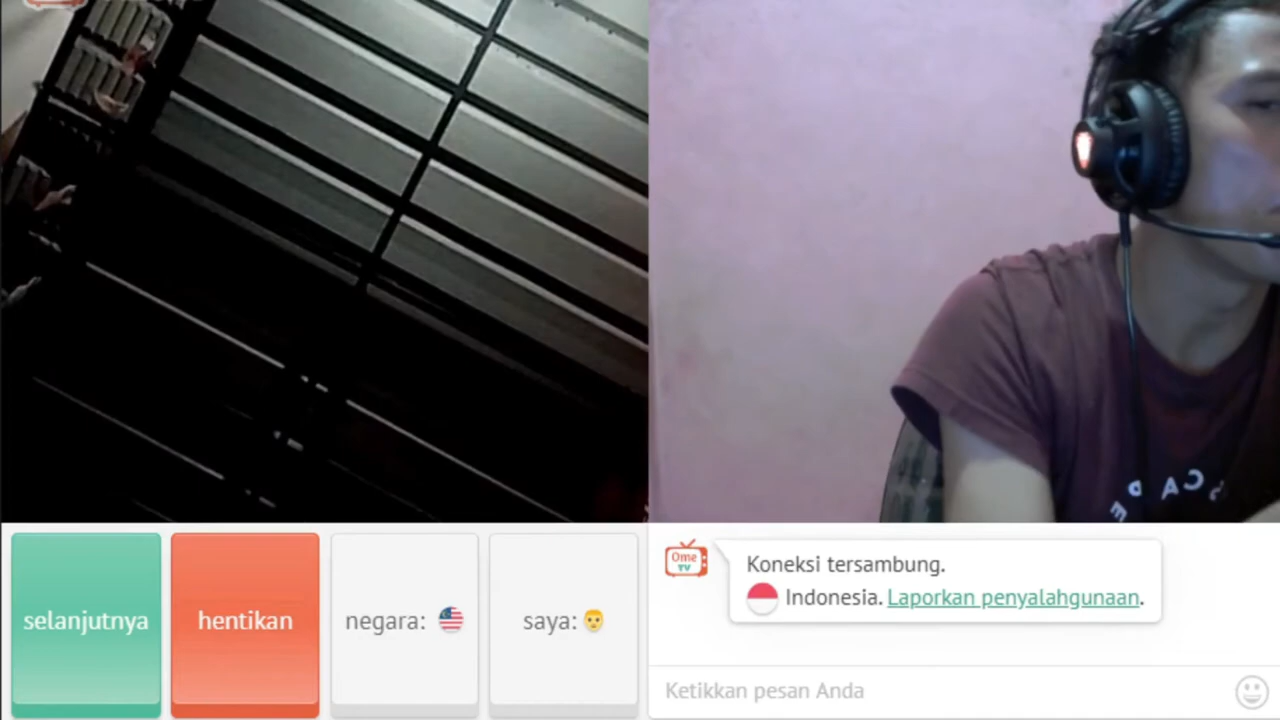 selanjutnya
hentikan
negara:
saya:
Ome
TV
Koneksi tersambung.
Indonesia. Laporkan penyalahgunaan.
Ketikkan pesan Anda